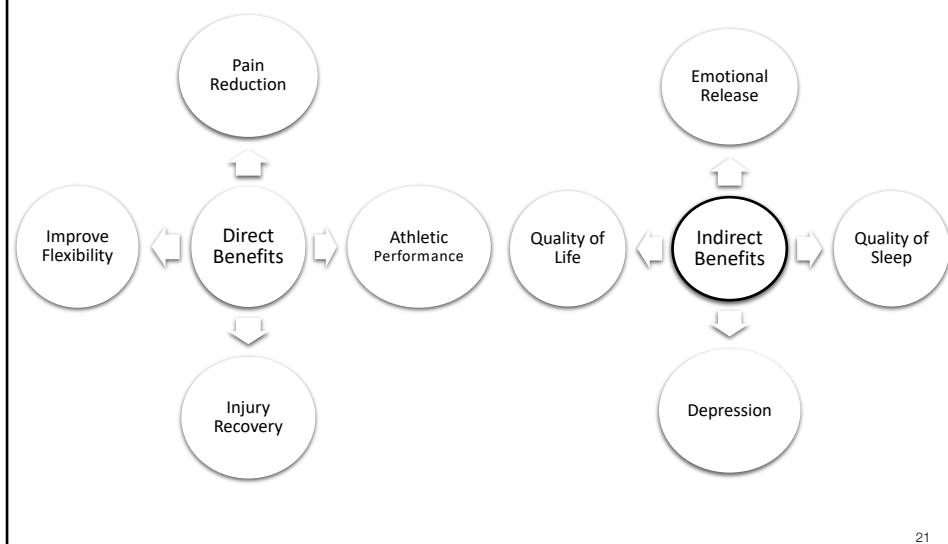 Pain
Reduction
Improve
Flexibility
Direct
Benefits
Athletic
Performance
Injury
Recovery
Emotional
Release
Quality of
Life
Indirect
Benefits
Quality of
Sleep
Depression
21